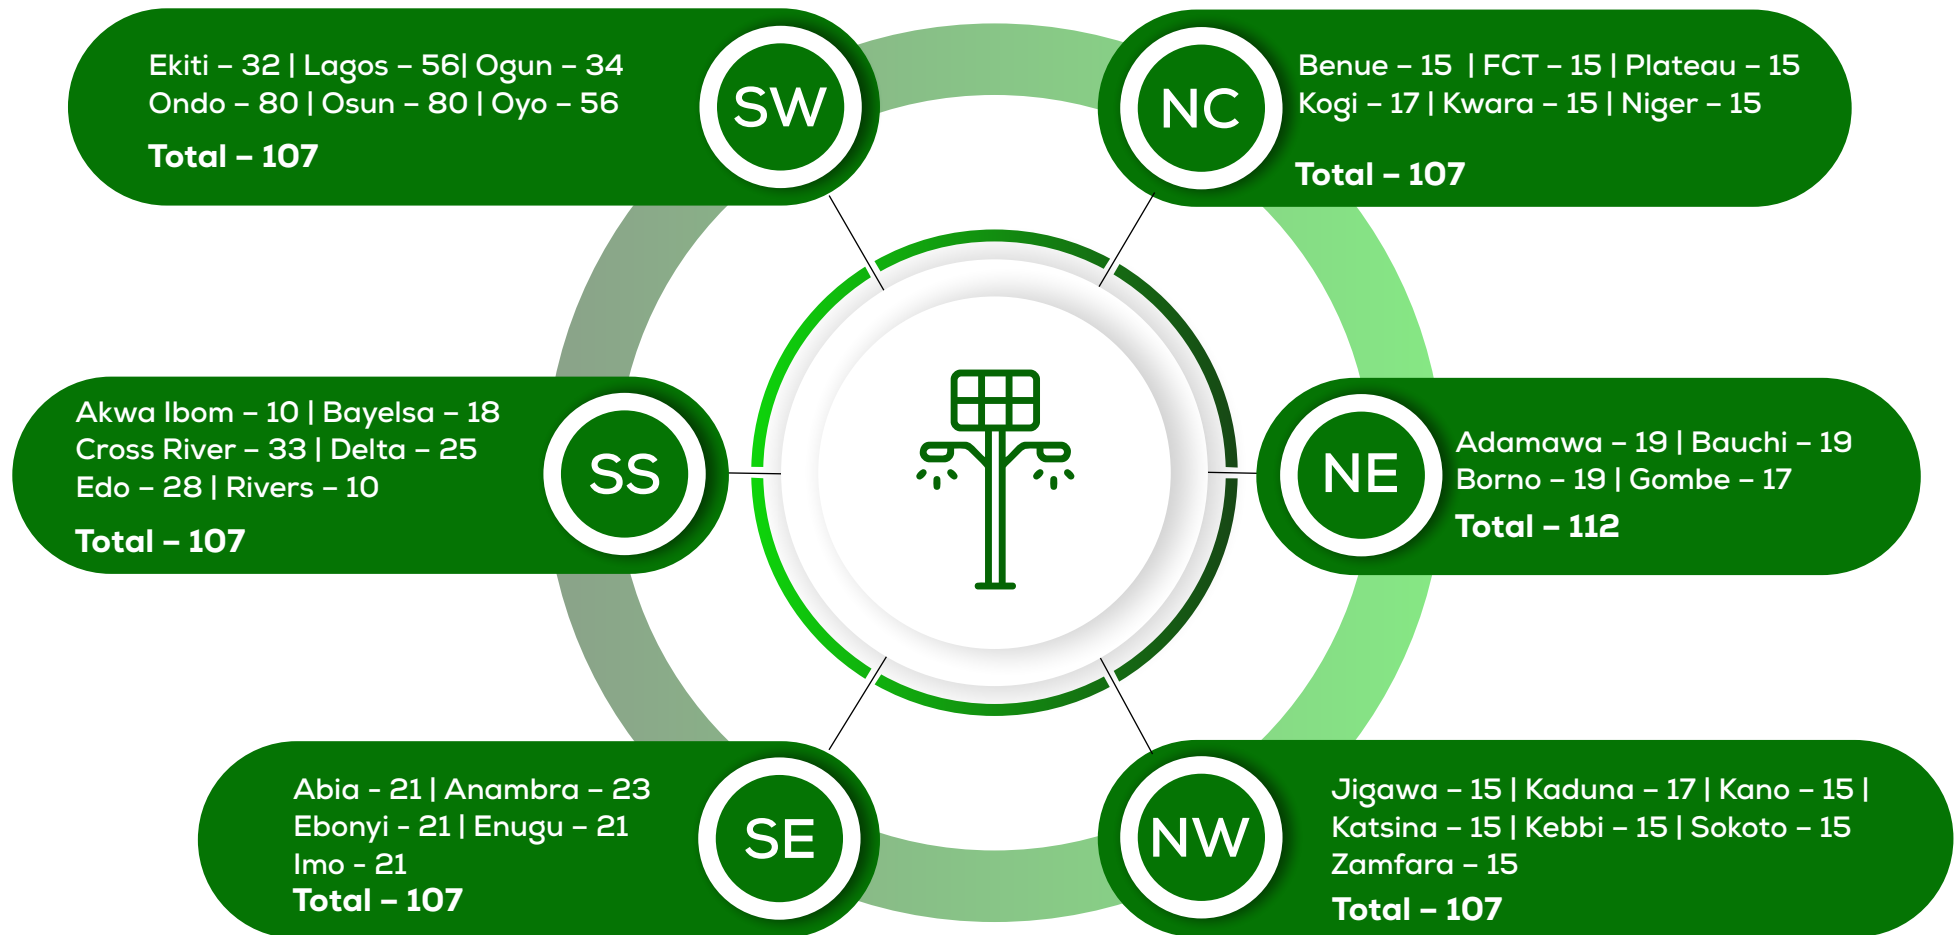 Ekiti – 32 | Lagos – 56| Ogun – 34
Ondo – 80 | Osun – 80 | Oyo – 56
Total – 107
SW
NC
Benue – 15 | FCT – 15 | Plateau – 15
Kogi – 17 | Kwara – 15 | Niger – 15
Total – 107
Akwa Ibom – 10 | Bayelsa – 18
Cross River – 33 | Delta – 25
Edo – 28 | Rivers – 10
Total – 107
SS
NE
Adamawa – 19 | Bauchi – 19
Borno – 19 | Gombe – 17
Total – 112
Abia - 21 | Anambra – 23
Ebonyi - 21 | Enugu – 21
Imo - 21
Total – 107
SE
NW
Jigawa – 15 | Kaduna – 17 | Kano – 15 |
Katsina – 15 | Kebbi – 15 | Sokoto – 15
Zamfara – 15
Total – 107